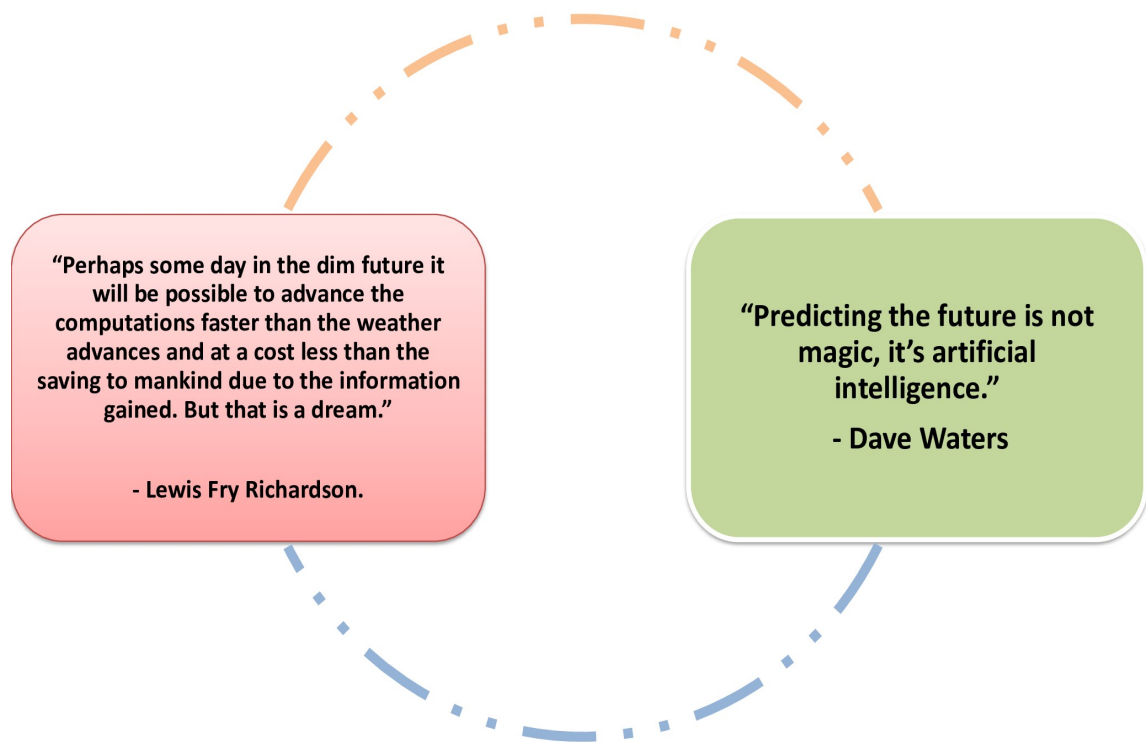 “Perhaps some day in the dim future it
will be possible to advance the
computations faster than the weather
advances and at a cost less than the
saving to mankind due to the information
gained. But that is a dream.”
- Lewis Fry Richardson.
“Predicting the future is not
magic, it’s artificial
intelligence.”
- Dave Waters